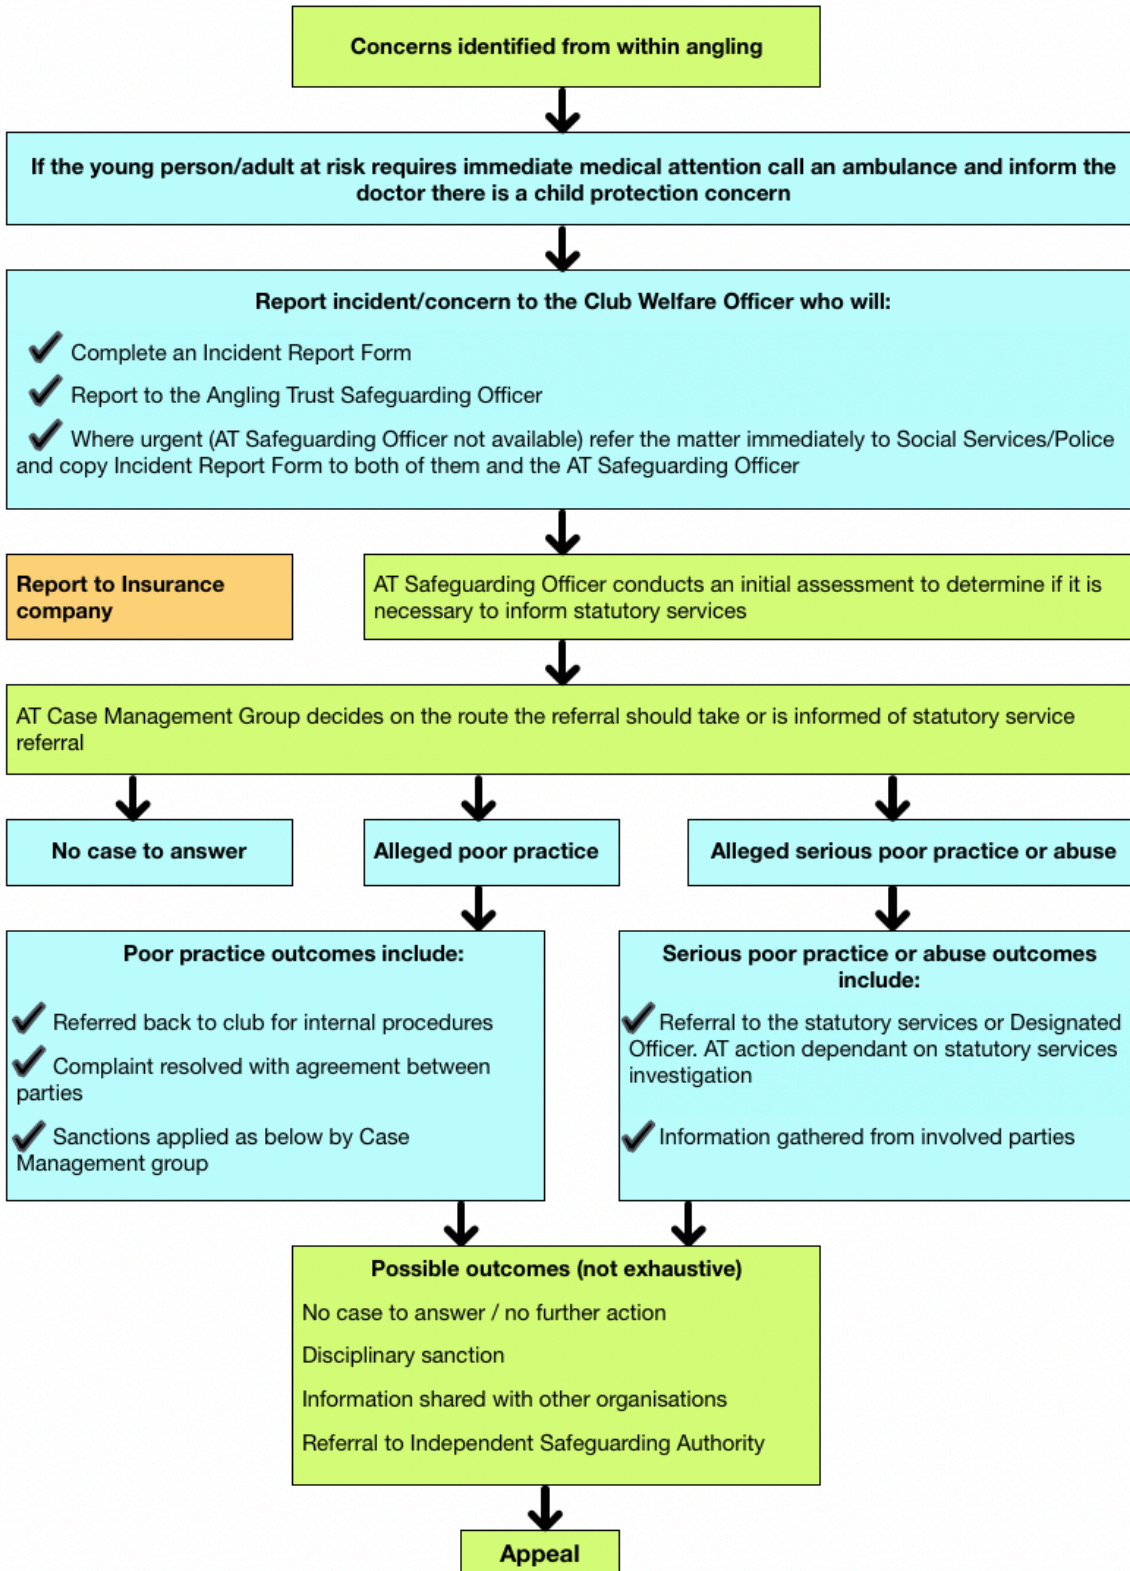 Concerns identified from within angling
If the young person/adult at risk requires immediate medical attention call an ambulance and inform the
doctor there is a child protection concern
Report incident/concern to the Club Welfare Officer who will:
✔ Complete an Incident Report Form
✔ Report to the Angling Trust Safeguarding Officer
✔ Where urgent (AT Safeguarding Officer not available) refer the matter immediately to Social Services/Police
and copy Incident Report Form to both of them and the AT Safeguarding Officer
Report to Insurance
company
AT Safeguarding Officer conducts an initial assessment to determine if it is
necessary to inform statutory services
AT Case Management Group decides on the route the referral should take or is informed of statutory service
referral
No case to answer
Alleged poor practice
Alleged serious poor practice or abuse
Poor practice outcomes include:
✔ Referred back to club for internal procedures
✔ Complaint resolved with agreement between
parties
✔ Sanctions applied as below by Case
Management group
Serious poor practice or abuse outcomes
include:
✔ Referral to the statutory services or Designated
Officer. AT action dependant on statutory services
investigation
✔ Information gathered from involved parties
Possible outcomes (not exhaustive)
No case to answer / no further action
Disciplinary sanction
Information shared with other organisations
Referral to Independent Safeguarding Authority
Appeal